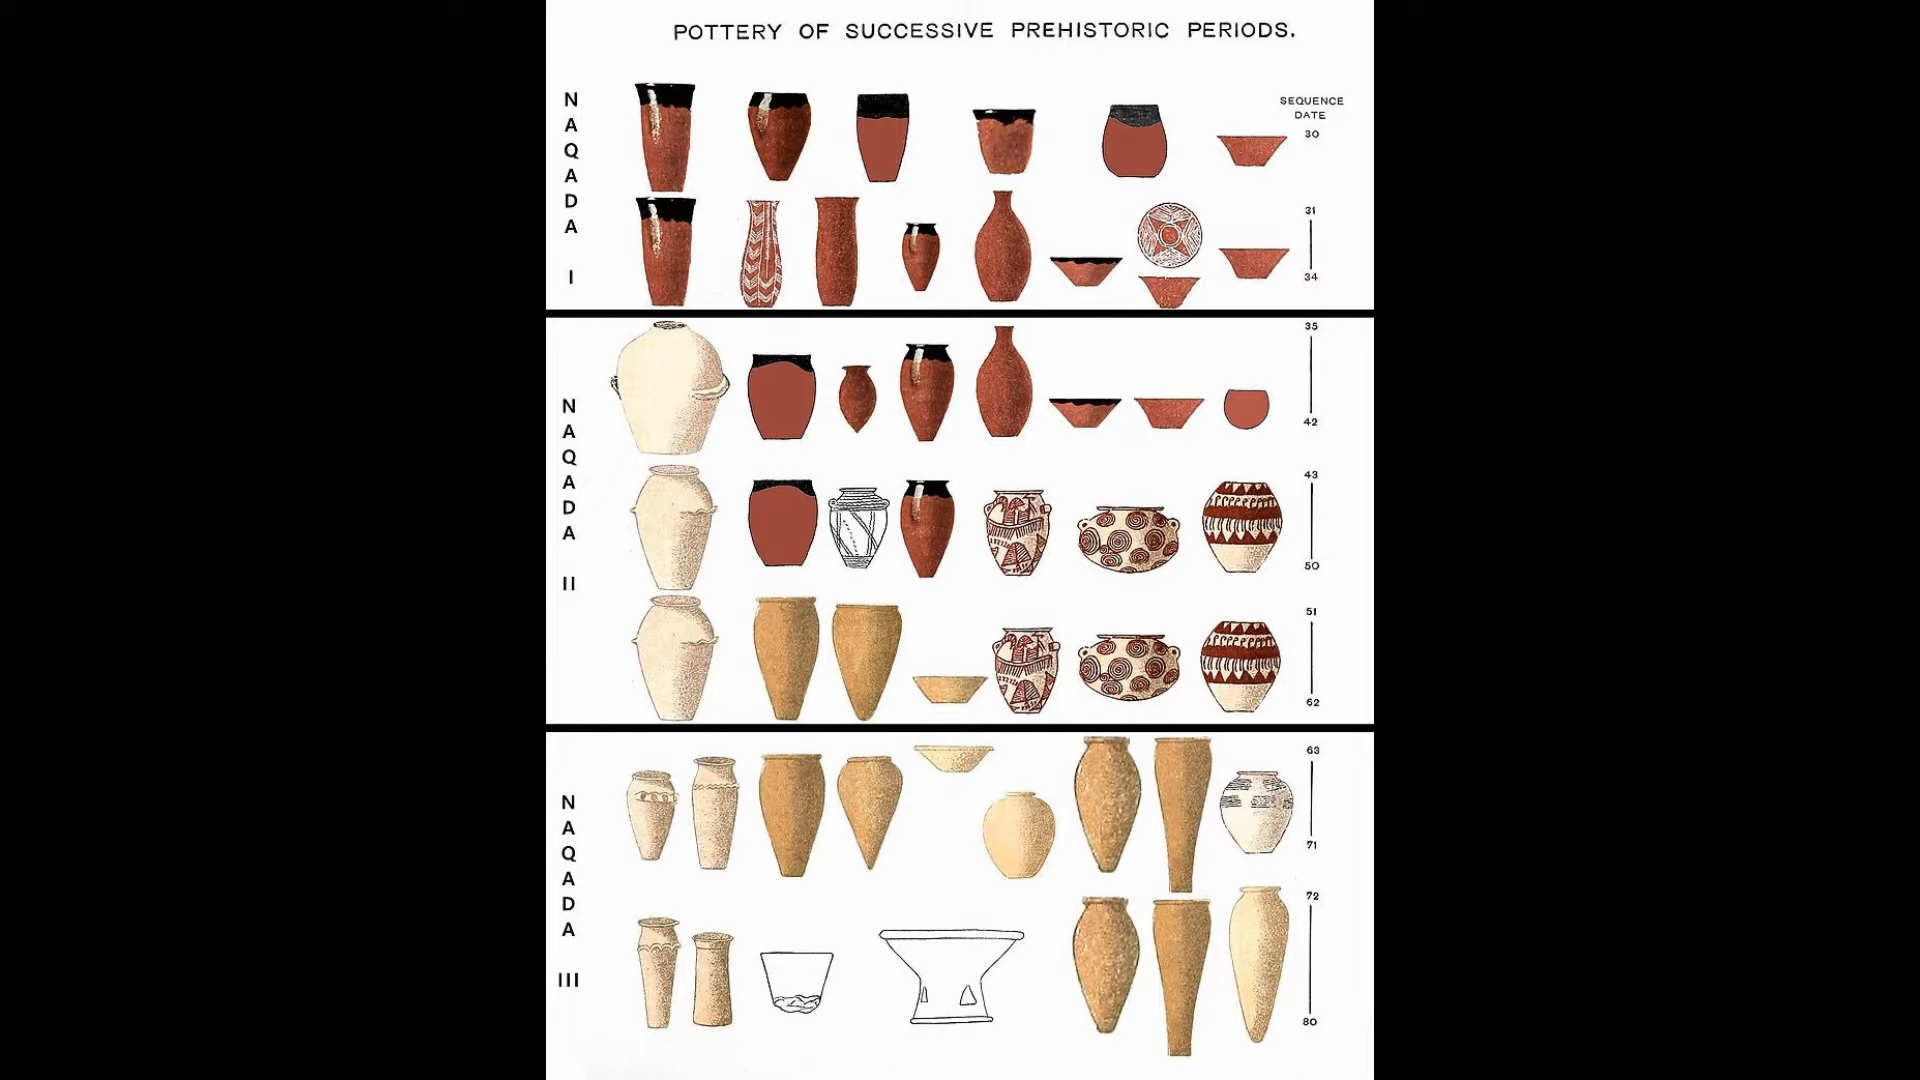 POTTERY OF SUCCESSIVE PREHISTORIC PERIODS.
NAQADA I
SEQUENCE
DATE
30
31
34
NAQADA II
35
42
43
50
51
62
NAQADA III
63
71
72
80